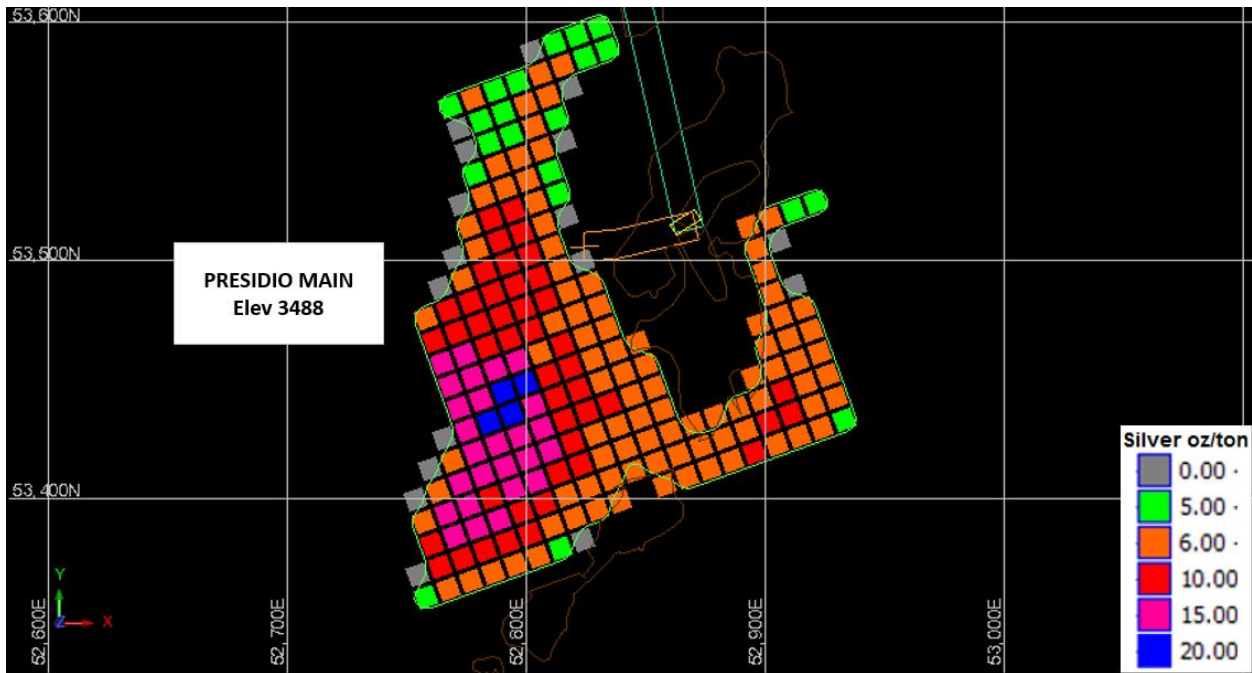 53,600N
53,500N
PRESIDIO MAIN
Elev 3488
53,400N
Silver oz/ton
0.00 -
5.00 -
6.00 -
10.00
15.00
20.00
Y
Z
X
52,600E
52,700E
52,800E
52,900E
53,000E